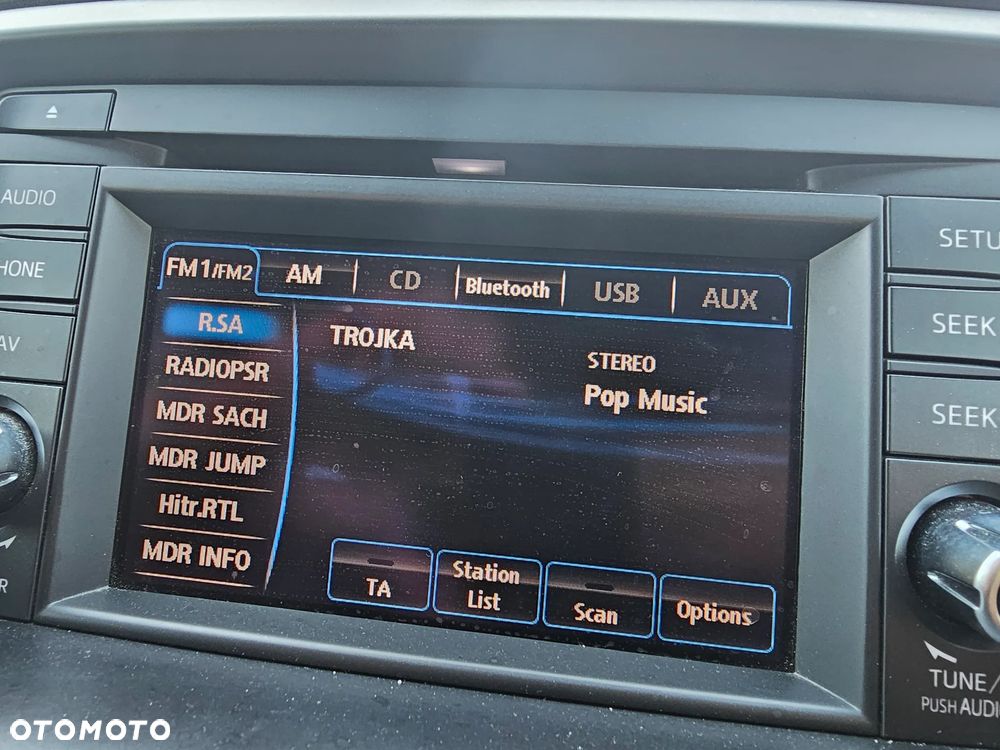 AUDIO
HONE
AV
R
FM1/FM2 AM CD Bluetooth USB AUX
R.SA
RADIOPSR
MDR SACH
MDR JUMP
Hitr.RTL
MDR INFO
TROJKA
STEREO
Pop Music
TA
Station
List
Scan
Options
SETU
SEEK
SEEK
TUNE/
PUSH AUDIO
OTOMOTO